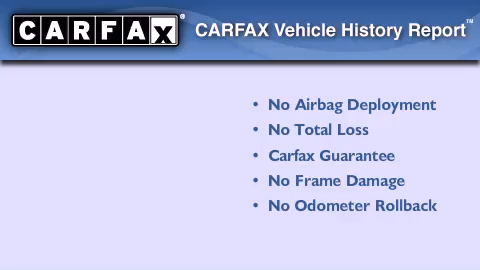 CARFAX® CARFAX Vehicle History Report™
• No Airbag Deployment
• No Total Loss
• Carfax Guarantee
• No Frame Damage
• No Odometer Rollback